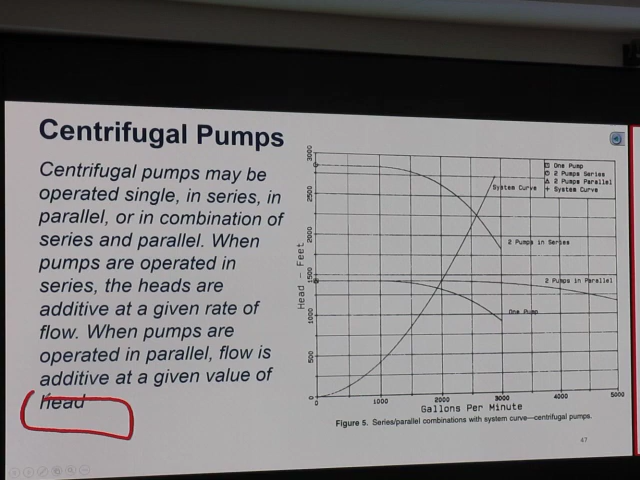 Centrifugal Pumps
Centrifugal pumps may be
operated single, in series, in
parallel, or in combination of
series and parallel. When
pumps are operated in
series, the heads are
additive at a given rate of
flow. When pumps are
operated in parallel, flow is
additive at a given value of
head
Head - Feet
3000
2500
2000
1500
1000
500
0
One Pump
2 Pumps Series
2 Pumps Parallel
+ System Curve
System Curve
2 Pumps in Series
2 Pumps in Parallel
One Pump
0 1000 2000 3000 4000 5000
Gallons Per Minute
Figure 5. Series/parallel combinations with system curve—centrifugal pumps.
47